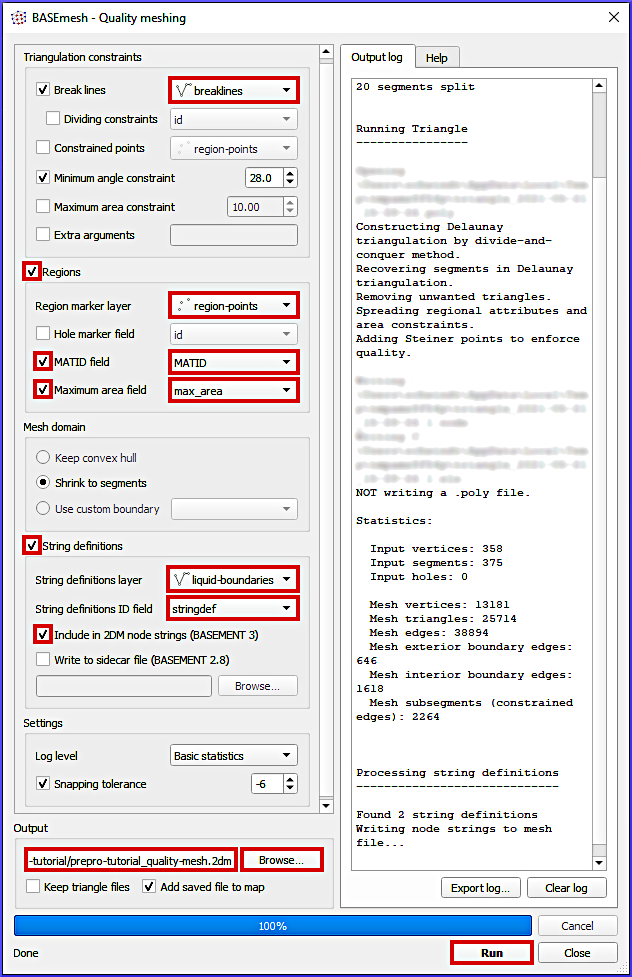 BASEmesh - Quality meshing
Triangulation constraints
Break lines breaklines
Dividing constraints id
Constrained points region-points
Minimum angle constraint 28.0
Maximum area constraint 10.00
Extra arguments
Regions
Region marker layer region-points
Hole marker field id
MATID field MATID
Maximum area field max_area
Mesh domain
Keep convex hull
Shrink to segments
Use custom boundary
String definitions
String definitions layer liquid-boundaries
String definitions ID field stringdef
Include in 2DM node strings (BASEMENT 3)
Write to sidecar file (BASEMENT 2.8)
Browse...
Settings
Log level Basic statistics
Snapping tolerance -6
Output
-tutorial/prepro-tutorial_quality-mesh.2dm Browse...
Keep triangle files Add saved file to map
Output log Help
20 segments split
Running Triangle
----------------
Constructing Delaunay
triangulation by divide-and-
conquer method.
Recovering segments in Delaunay
triangulation.
Removing unwanted triangles.
Spreading regional attributes and
area constraints.
Adding Steiner points to enforce
quality.
NOT writing a .poly file.
Statistics:
Input vertices: 358
Input segments: 375
Input holes: 0
Mesh vertices: 13181
Mesh triangles: 25714
Mesh edges: 38894
Mesh exterior boundary edges:
646
Mesh interior boundary edges:
1618
Mesh subsegments (constrained
edges): 2264
Processing string definitions
-----------------------------
Found 2 string definitions
Writing node strings to mesh
file...
Export log... Clear log
100% Cancel
Done Run Close